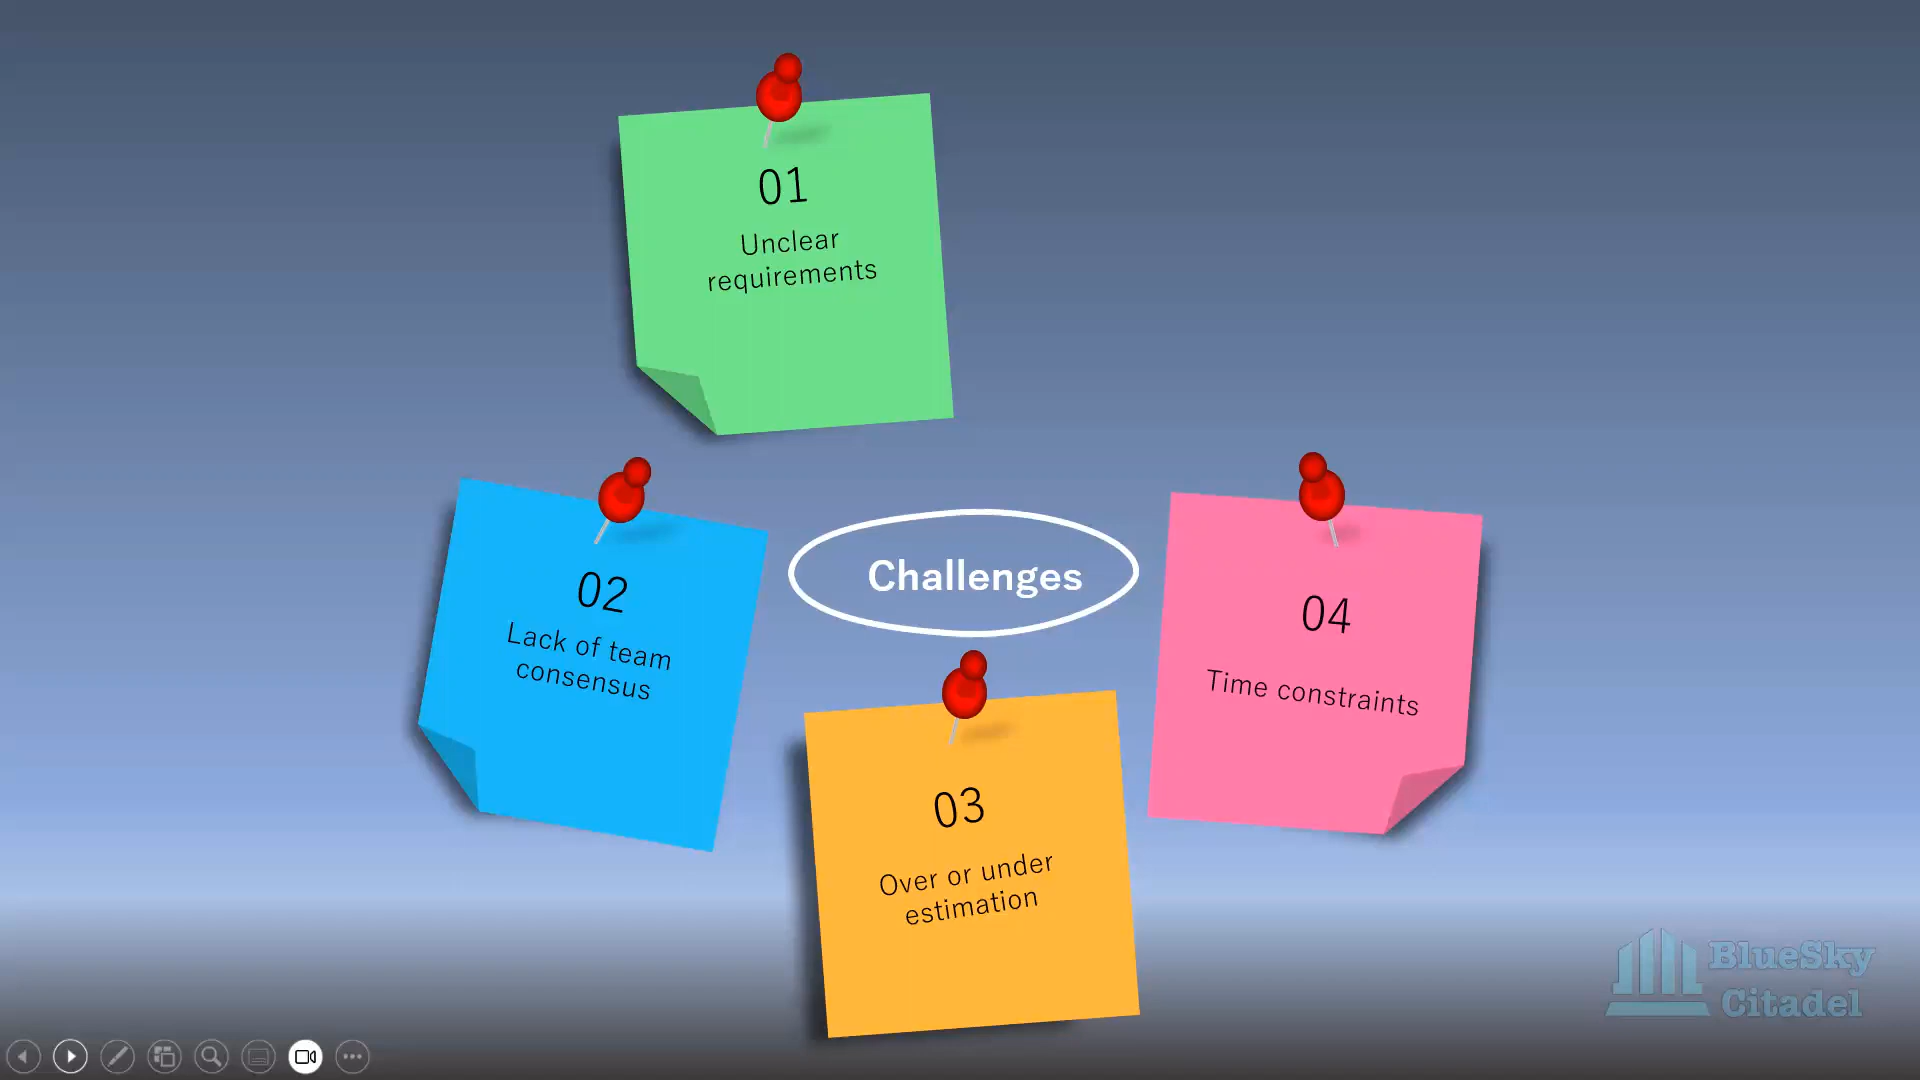 01
Unclear
requirements
02
Lack of team
consensus
Challenges
03
Over or under
estimation
04
Time constraints
BlueSky
Citadel